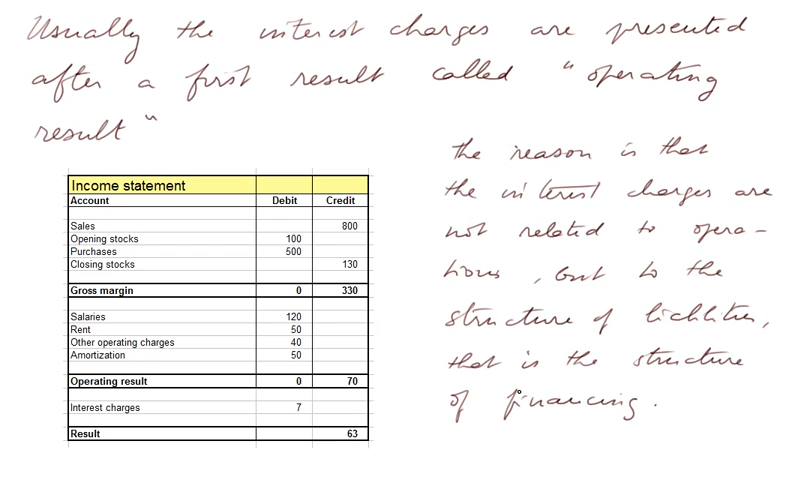 Usually the interest charges are presented
after a first result called "operating
result"
the reason is that
the interest charges are
not related to opera-
tions, but to the
structure of liabilities,
that is the structure
of financing.
Income statement
Account Debit Credit
Sales 800
Opening stocks 100
Purchases 500
Closing stocks 130
Gross margin 0 330
Salaries 120
Rent 50
Other operating charges 40
Amortization 50
Operating result 0 70
Interest charges 7
Result 63